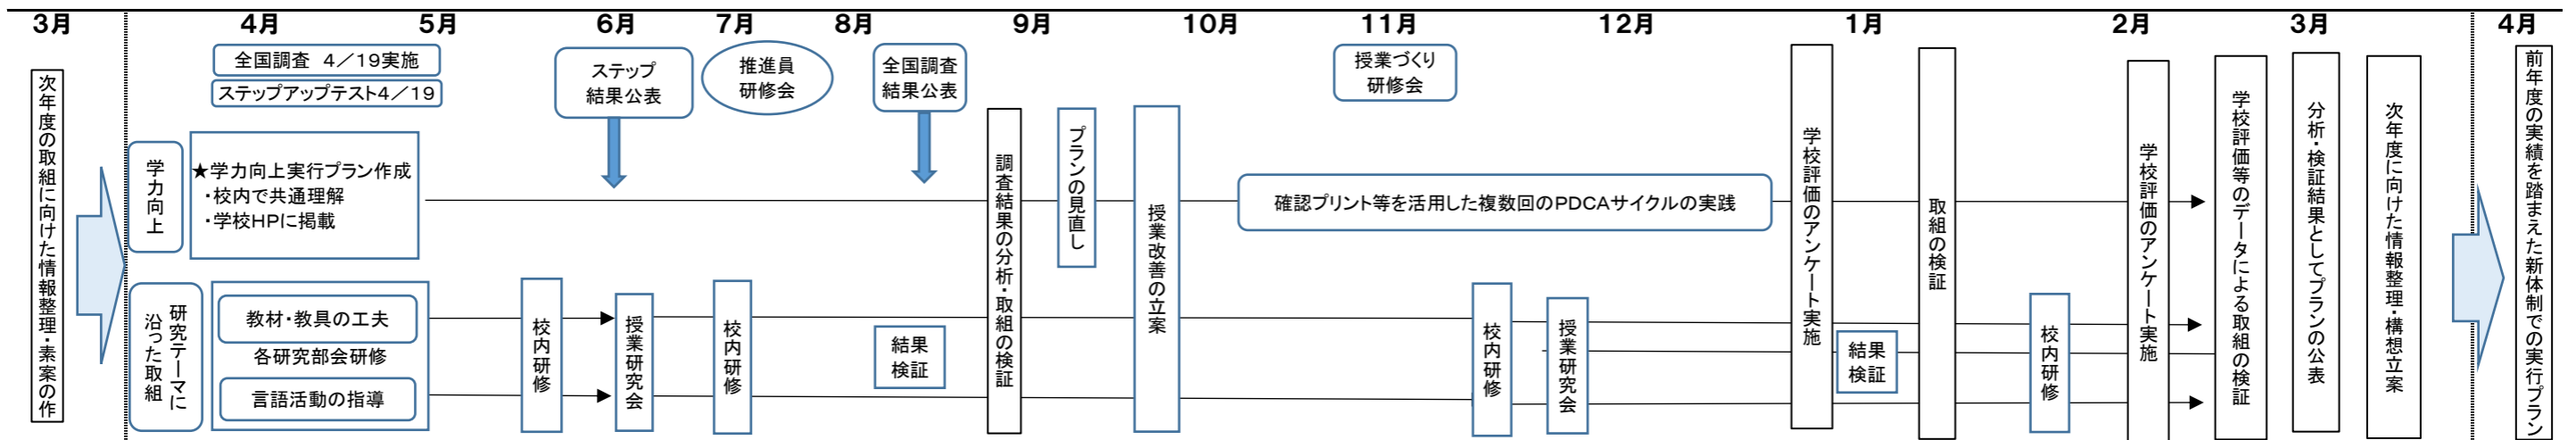 3月
4月
5月
6月
7月
8月
9月
10月
11月
12月
1月
2月
3月
4月
次年度の取組に向けた情報整理・素案の作
全国調査 4/19実施
ステップアップテスト4/19
ステップ
結果公表
推進員
研修会
全国調査
結果公表
授業づくり
研修会
学力向上
★学力向上実行プラン作成
・校内で共通理解
・学校HPに掲載
調査結果の分析・取組の検証
プランの見直し
授業改善の立案
確認プリント等を活用した複数回のPDCAサイクルの実践
学校評価のアンケート実施
取組の検証
学校評価のアンケート実施
学校評価等のデータによる取組の検証
分析・検証結果としてプランの公表
次年度に向けた情報整理・構想立案
前年度の実績を踏まえた新体制での実行プラン
研究テーマに
沿った取組
教材・教具の工夫
各研究部会研修
言語活動の指導
校内研修
授業研究会
校内研修
結果
検証
校内研修
授業研究会
結果
検証
校内研修